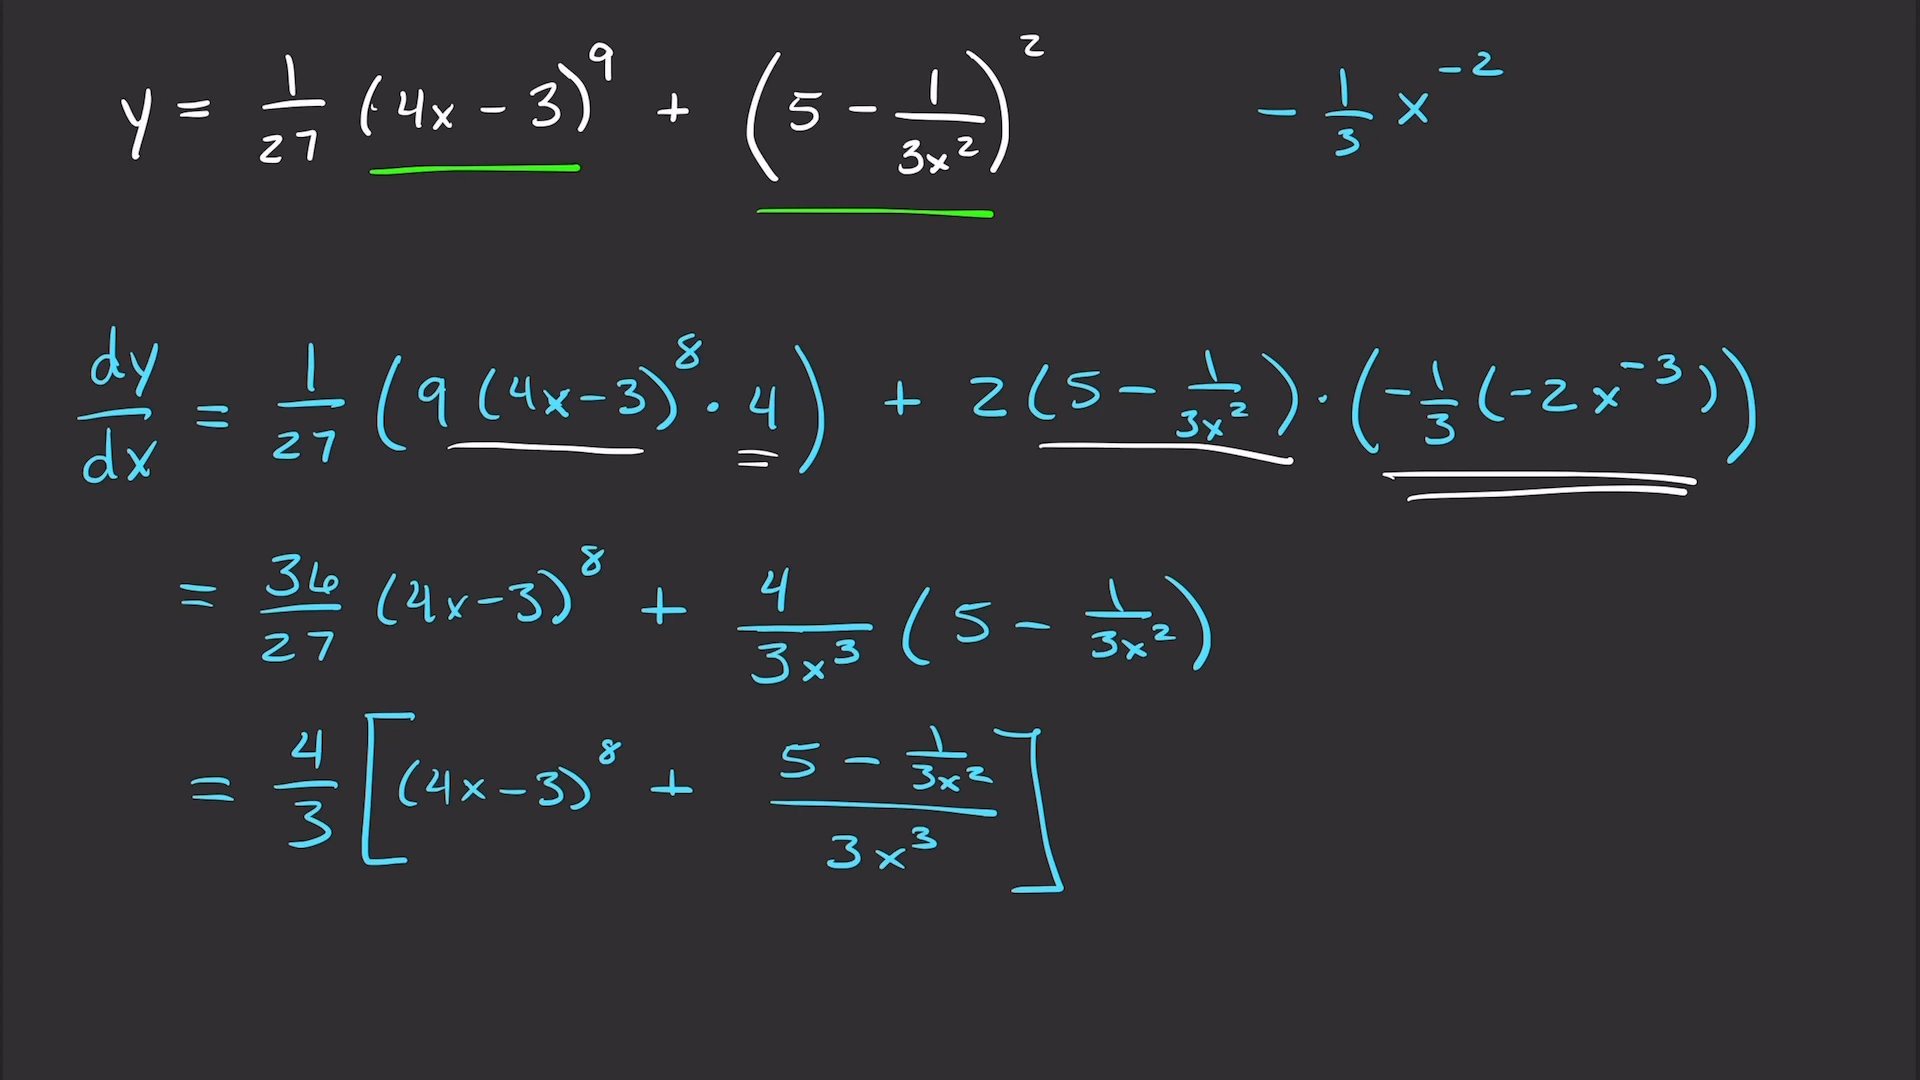 y = 1/27 (4x - 3)^9 + (5 - 1/(3x^2))^2    -1/3 x^-2
dy/dx = 1/27 (9(4x-3)^8 · 4) + 2(5 - 1/(3x^2)) · (-1/3(-2x^-3))
= 36/27 (4x-3)^8 + 4/(3x^3) (5 - 1/(3x^2))
= 4/3 [(4x-3)^8 + (5 - 1/(3x^2))/(3x^3)]